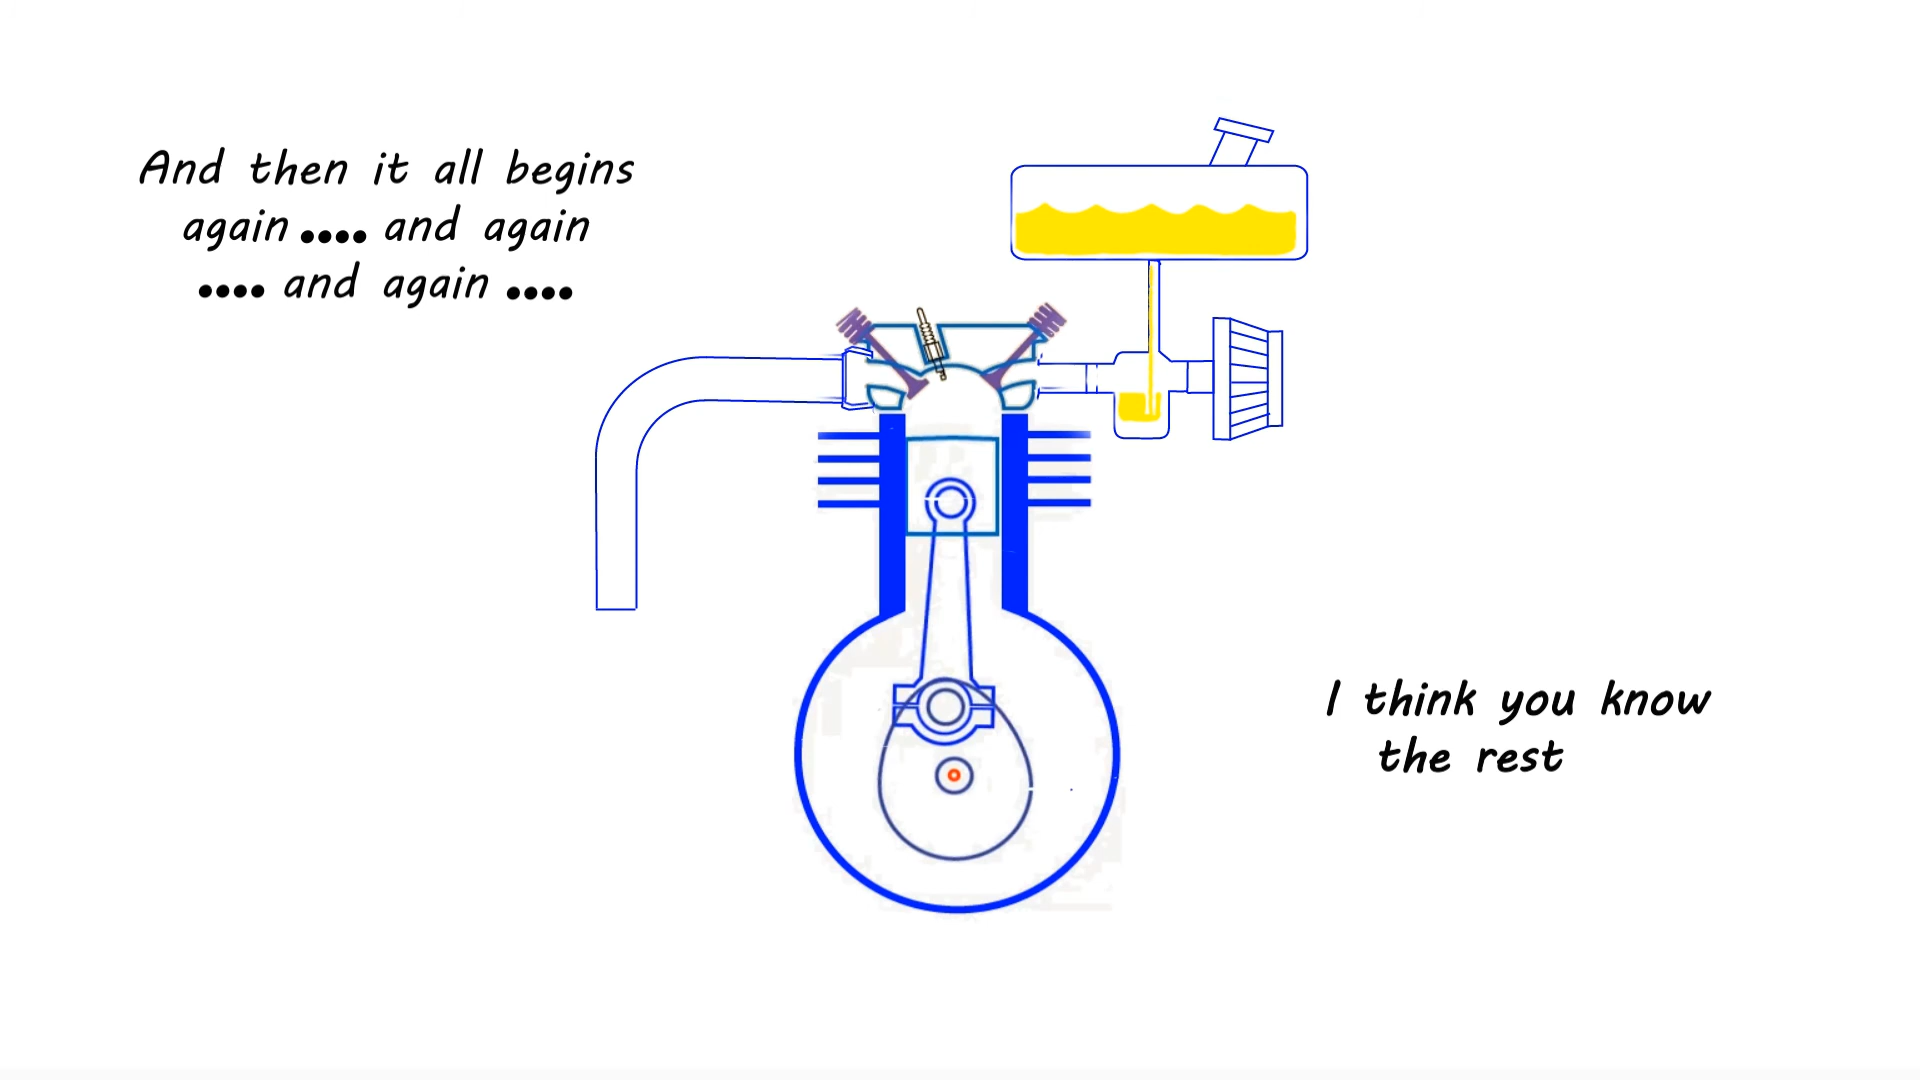 And then it all begins
again .... and again
.... and again ....
I think you know
the rest